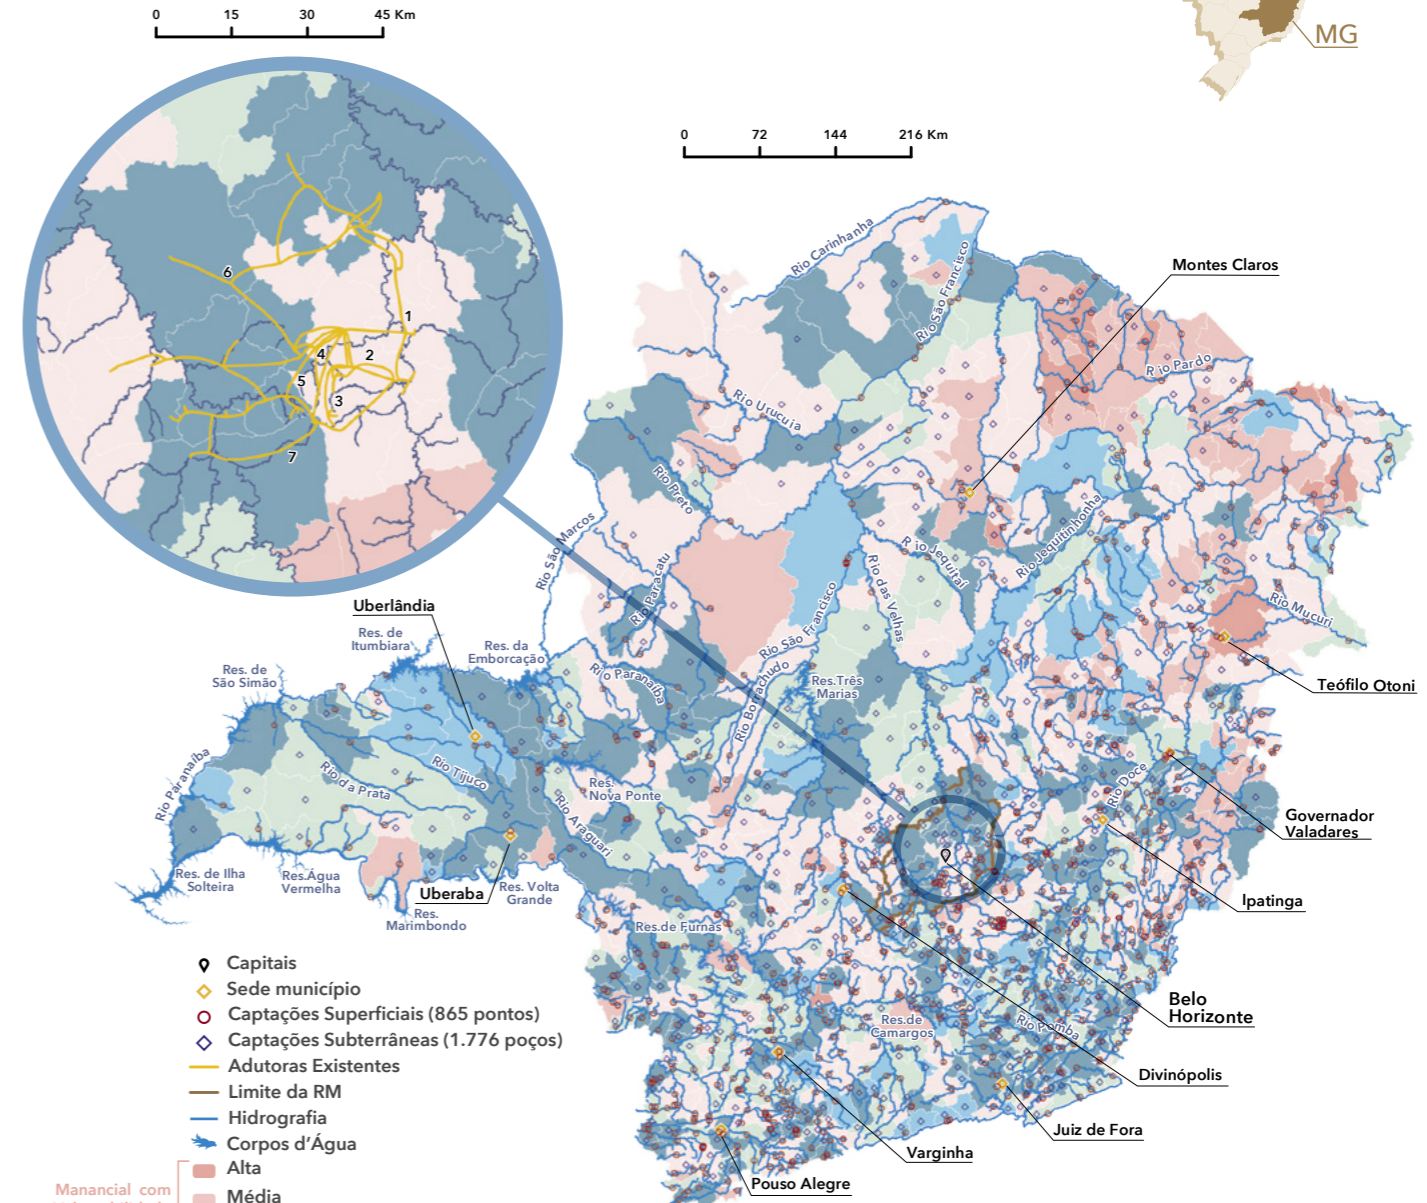 0 15 30 45 Km
MG
0 72 144 216 Km
Rio Carinhanha
Rio São Francisco
Montes Claros
6
1
4
2
5
3
7
Rio Pardo
Rio Urucuia
Rio Preto
Rio São Marcos
Rio Paracatu
Rio Jequitaí
Rio Jequitinhonha
Rio das Velhas
Rio São Francisco
Rio Mucuri
Uberlândia
Res. de
Itumbiara
Res. da
Emborcação
Res. de
São Simão
Rio Paranaíba
Rio Borrachudo
Res.Três
Marias
Teófilo Otoni
Rio Paranaíba
Rio da Prata
Rio Tijuco
Res.
Nova Ponte
Rio Araguari
Rio Doce
Governador
Valadares
Res. de Ilha
Solteira
Res.Água
Vermelha
Uberaba
Res. Volta
Grande
Res.
Marimbondo
Res.de Furnas
Ipatinga
Capitais
Sede município
Captações Superficiais (865 pontos)
Captações Subterrâneas (1.776 poços)
Adutoras Existentes
Limite da RM
Hidrografia
Corpos d'Água
Alta
Média
Manancial com
Belo
Horizonte
Res.de
Camargos
Rio Pomba
Divinópolis
Juiz de Fora
Varginha
Pouso Alegre